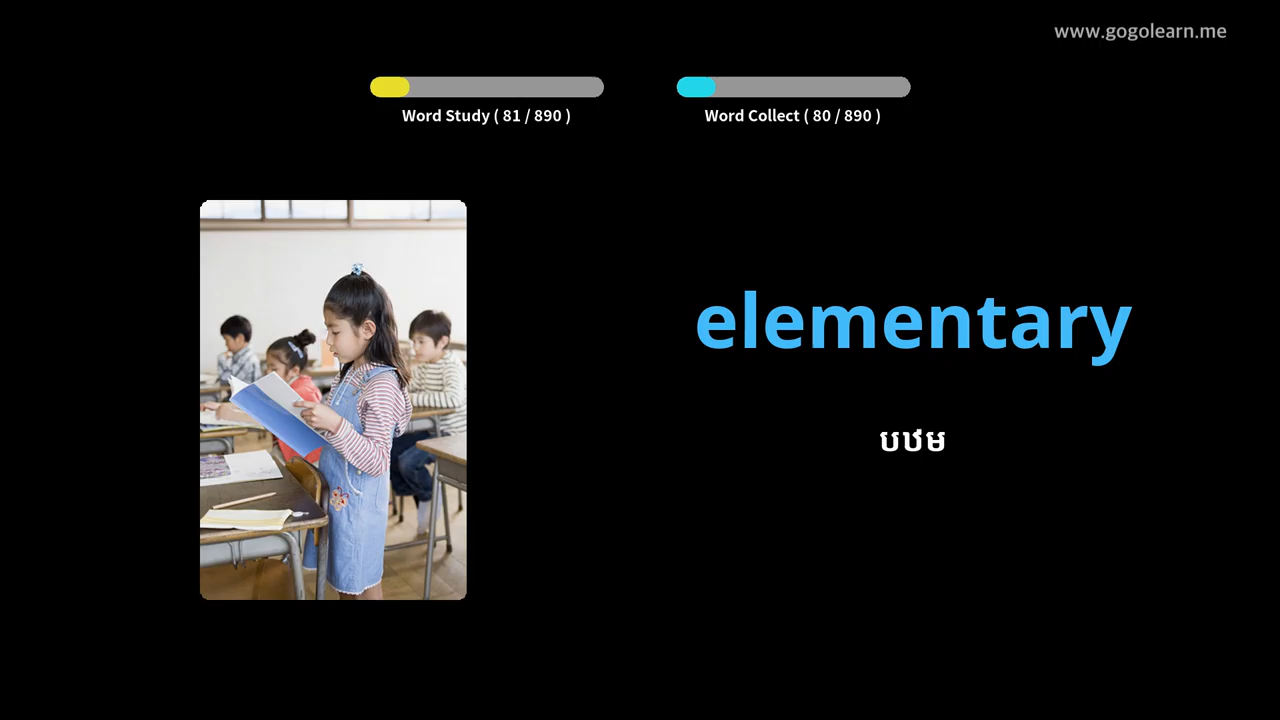 www.gogolearn.me
Word Study ( 81 / 890 )
Word Collect ( 80 / 890 )
elementary
បឋម